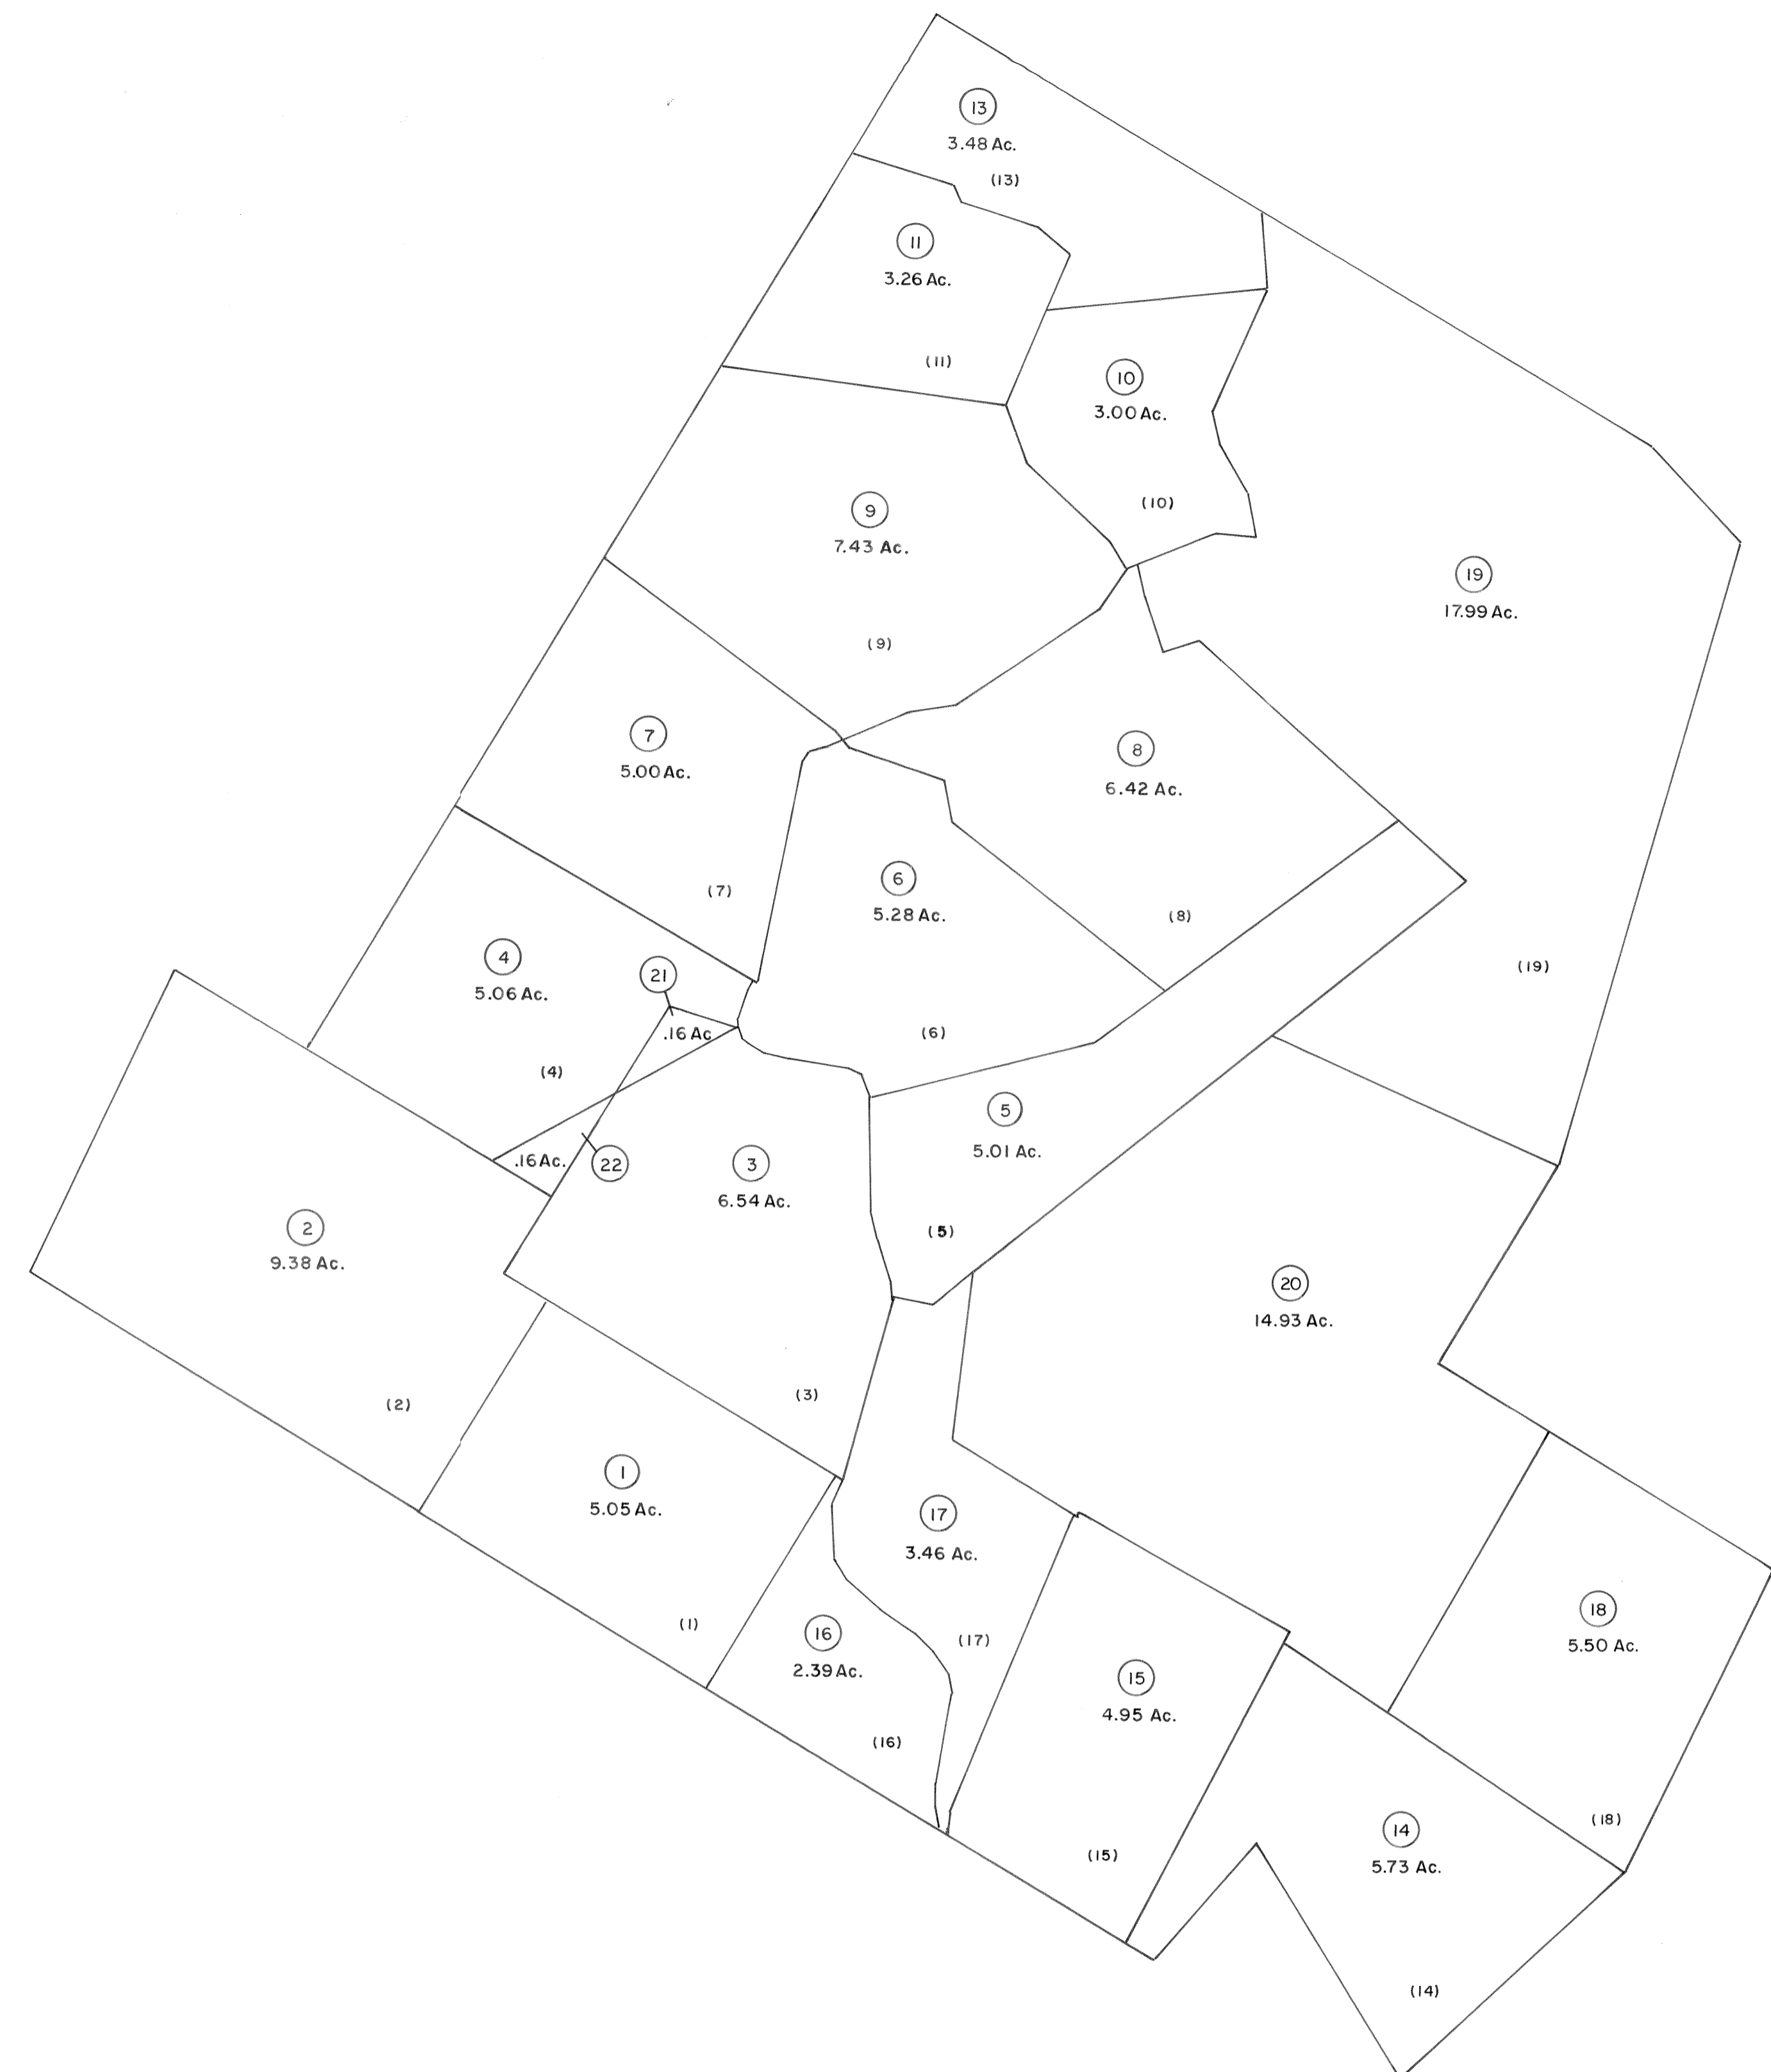 13
3.48 Ac.
(13)
11
3.26 Ac.
(11)
10
3.00 Ac.
(10)
9
7.43 Ac.
(9)
19
17.99 Ac.
(19)
7
5.00 Ac.
(7)
8
6.42 Ac.
(8)
6
5.28 Ac.
(6)
4
5.06 Ac.
(4)
21
.16 Ac
.16 Ac.
22
5
5.01 Ac.
(5)
3
6.54 Ac.
(3)
2
9.38 Ac.
(2)
20
14.93 Ac.
1
5.05 Ac.
(1)
17
3.46 Ac.
(17)
16
2.39 Ac.
(16)
15
4.95 Ac.
(15)
18
5.50 Ac.
(18)
14
5.73 Ac.
(14)